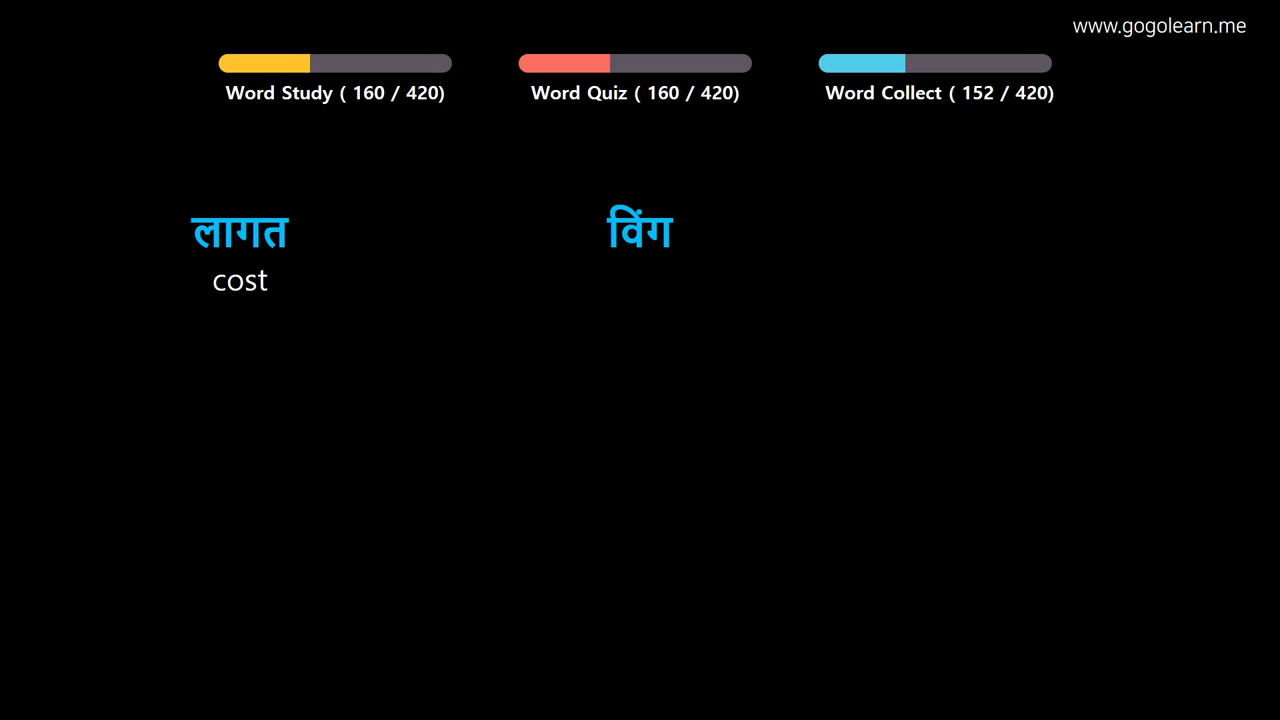 www.gogolearn.me
Word Study ( 160 / 420)
Word Quiz ( 160 / 420)
Word Collect ( 152 / 420)
लागत
cost
विंग